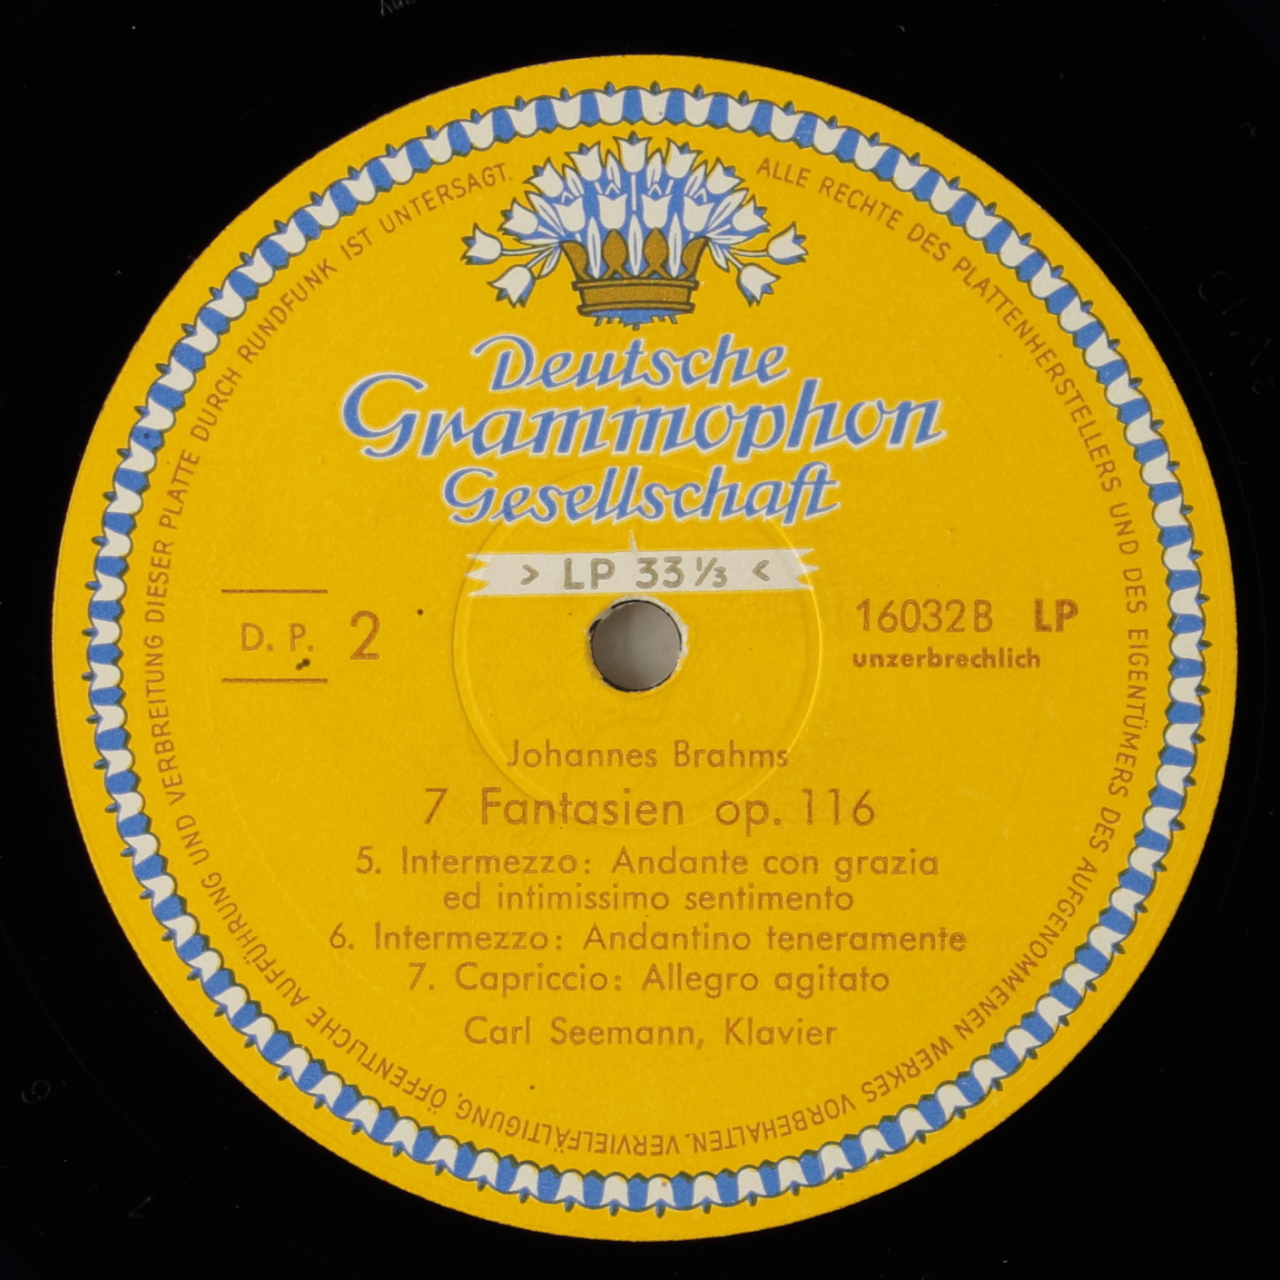 ALLE RECHTE DES PLATTENHERSTELLERS UND DES EIGENTÜMERS DES AUFGENOMMENEN WERKES VORBEHALTEN. VERVIELFÄLTIGUNG, ÖFFENTLICHE AUFFÜHRUNG UND VERBREITUNG DIESER PLATTE DURCH RUNDFUNK IST UNTERSAGT.
Deutsche
Grammophon
Gesellschaft
> LP 33 1/3 <
D. P. 2
16032 B LP
unzerbrechlich
Johannes Brahms
7 Fantasien op. 116
5. Intermezzo: Andante con grazia
ed intimissimo sentimento
6. Intermezzo: Andantino teneramente
7. Capriccio: Allegro agitato
Carl Seemann, Klavier